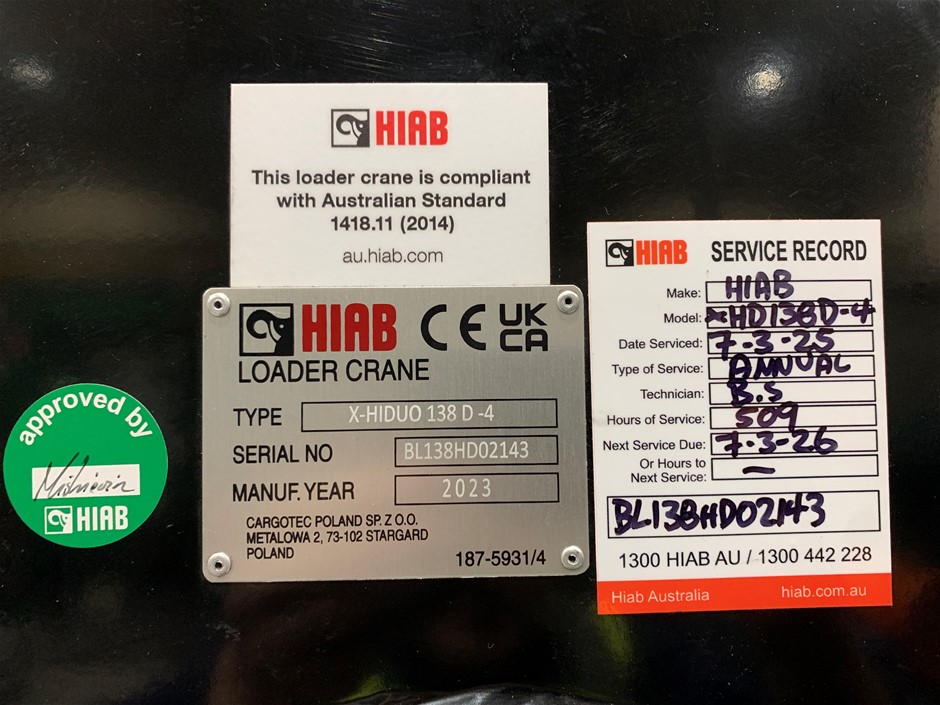 HIAB
This loader crane is compliant
with Australian Standard
1418.11 (2014)
au.hiab.com
HIAB CE UK
CA
LOADER CRANE
TYPE X-HIDUO 138 D -4
SERIAL NO BL138HD02143
MANUF. YEAR 2023
CARGOTEC POLAND SP. Z O.O.
METALOWA 2, 73-102 STARGARD
POLAND
187-5931/4
approved by
HIAB
HIAB SERVICE RECORD
Make: HIAB
Model: XHD138D-4
Date Serviced: 7-3-25
Type of Service: ANNUAL
Technician: B.S
Hours of Service: 509
Next Service Due: 7-3-26
Or Hours to
Next Service: —
BL138HD02143
1300 HIAB AU / 1300 442 228
Hiab Australia hiab.com.au